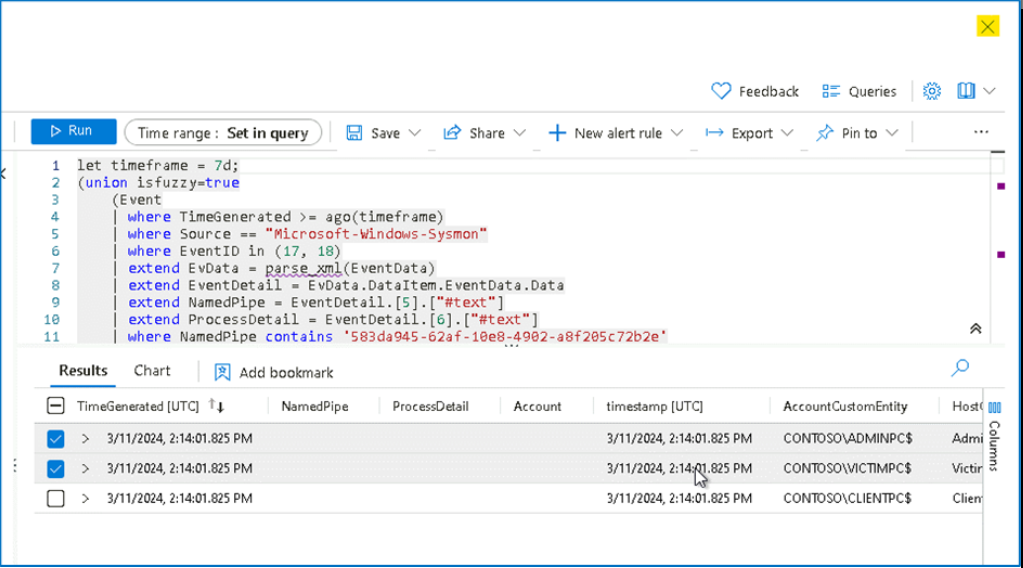 Feedback Queries
Run Time range : Set in query Save Share New alert rule Export Pin to ...
1 let timeframe = 7d;
2 (union isfuzzy=true
3 (Event
4 | where TimeGenerated >= ago(timeframe)
5 | where Source == "Microsoft-Windows-Sysmon"
6 | where EventID in (17, 18)
7 | extend EvData = parse_xml(EventData)
8 | extend EventDetail = EvData.DataItem.EventData.Data
9 | extend NamedPipe = EventDetail.[5].["#text"]
10 | extend ProcessDetail = EventDetail.[6].["#text"]
11 | where NamedPipe contains '583da945-62af-10e8-4902-a8f205c72b2e'
Results Chart Add bookmark
TimeGenerated [UTC] NamedPipe ProcessDetail Account timestamp [UTC] AccountCustomEntity Host
3/11/2024, 2:14:01.825 PM 3/11/2024, 2:14:01.825 PM CONTOSO\ADMINPC$ Admi
3/11/2024, 2:14:01.825 PM 3/11/2024, 2:14:01.825 PM CONTOSO\VICTIMPC$ Victi
3/11/2024, 2:14:01.825 PM 3/11/2024, 2:14:01.825 PM CONTOSO\CLIENTPC$ Clien
Columns